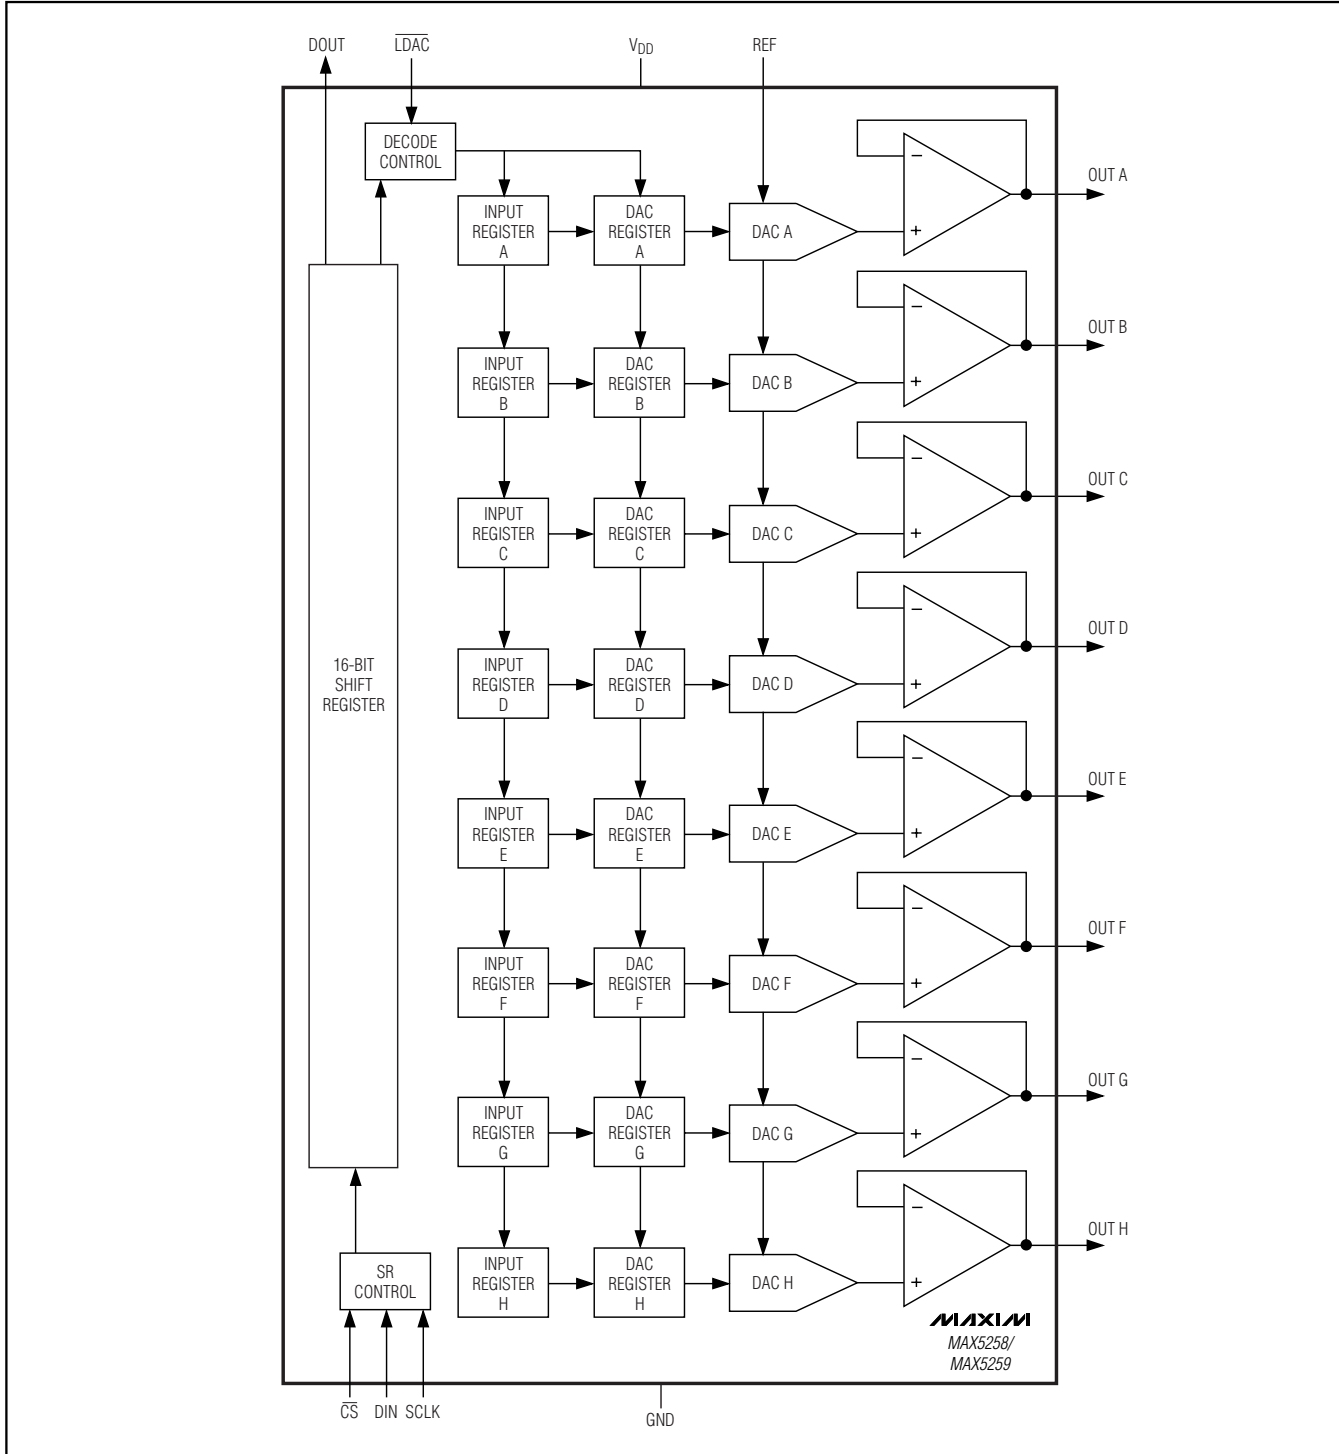 DOUT
LDAC
VDD
REF
DECODE
CONTROL
INPUT
REGISTER
A
DAC
REGISTER
A
DAC A
−
+
OUT A
INPUT
REGISTER
B
DAC
REGISTER
B
DAC B
−
+
OUT B
INPUT
REGISTER
C
DAC
REGISTER
C
DAC C
−
+
OUT C
16-BIT
SHIFT
REGISTER
INPUT
REGISTER
D
DAC
REGISTER
D
DAC D
−
+
OUT D
INPUT
REGISTER
E
DAC
REGISTER
E
DAC E
−
+
OUT E
INPUT
REGISTER
F
DAC
REGISTER
F
DAC F
−
+
OUT F
INPUT
REGISTER
G
DAC
REGISTER
G
DAC G
−
+
OUT G
SR
CONTROL
INPUT
REGISTER
H
DAC
REGISTER
H
DAC H
−
+
OUT H
MAXIM
MAX5258/
MAX5259
CS
DIN
SCLK
GND